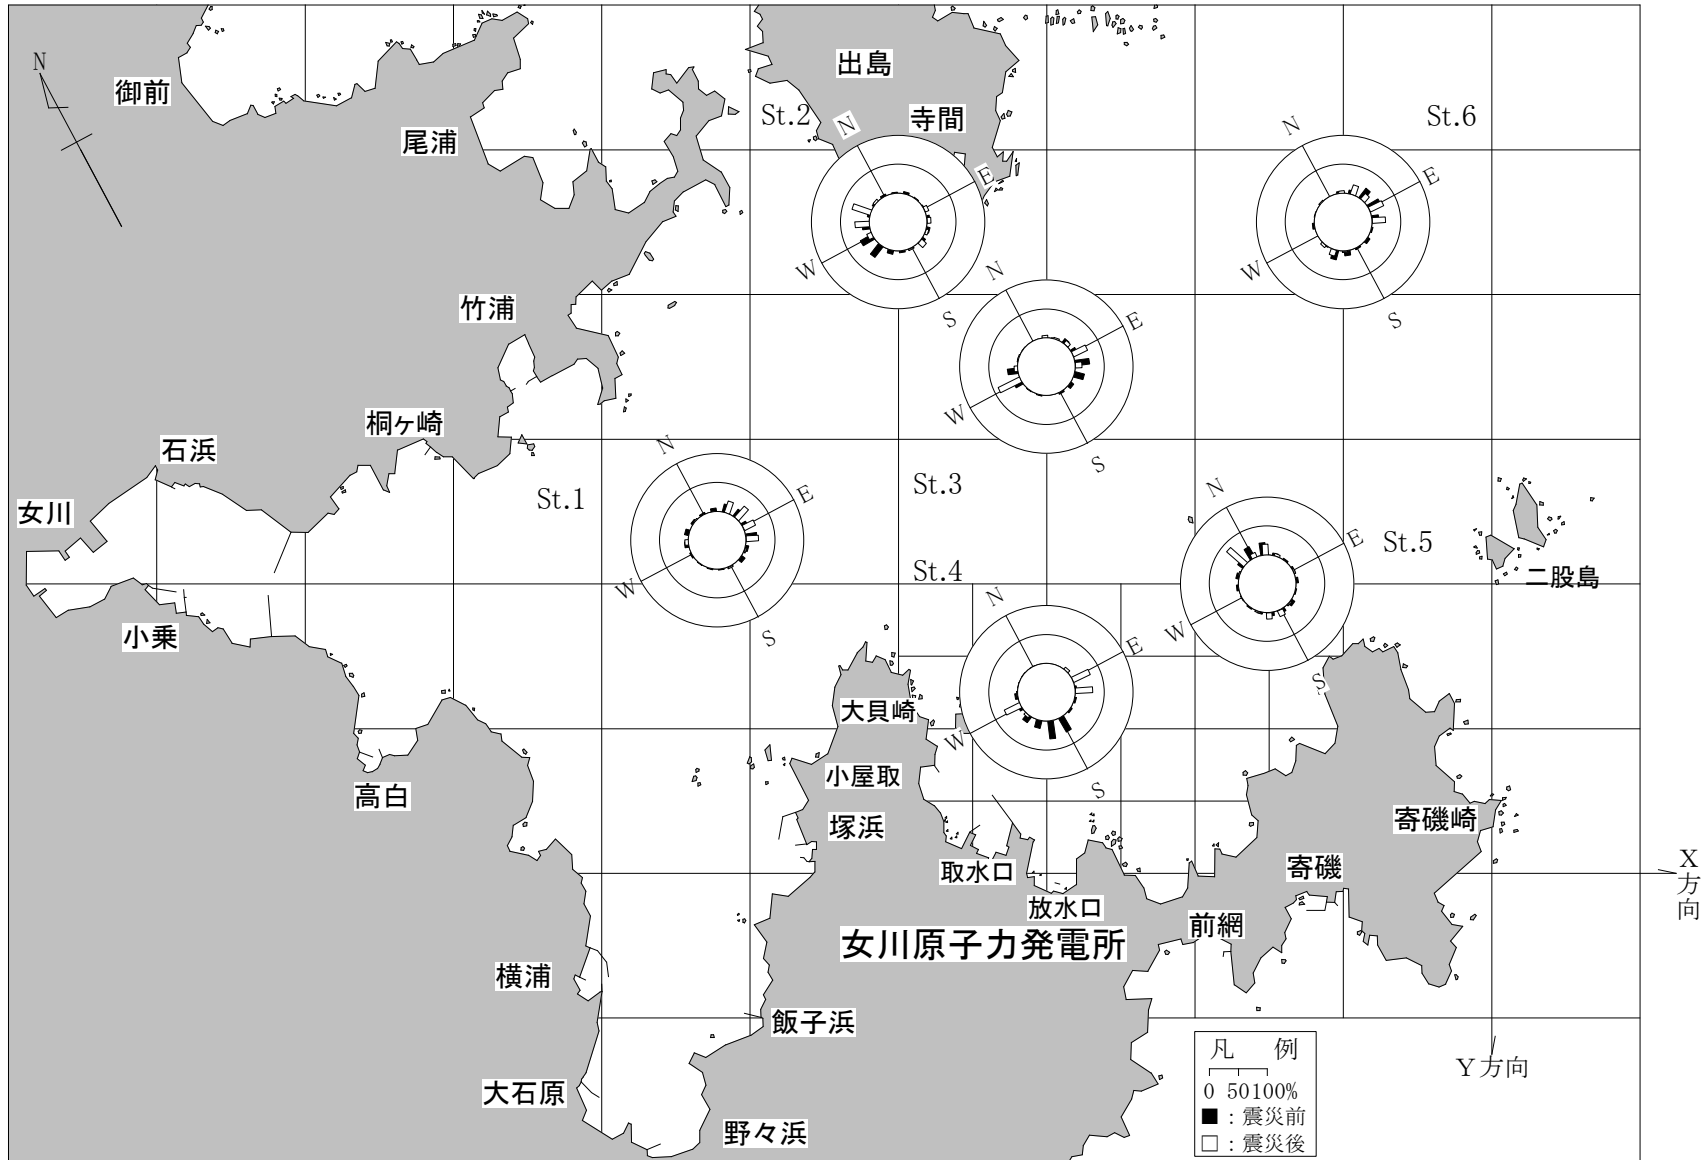 N
御前
出島
尾浦
St.2
N
寺間
E
W
S
N
St.6
E
W
S
竹浦
N
E
W
S
桐ヶ崎
石浜
女川
St.1
N
E
W
S
St.3
St.4
N
E
St.5
W
S
二股島
小乗
N
E
W
S
大貝崎
高白
小屋取
塚浜
寄磯崎
取水口
寄磯
X方向
放水口
女川原子力発電所
前網
横浦
飯子浜
Y方向
大石原
野々浜
凡 例
0 50100%
■:震災前
□:震災後